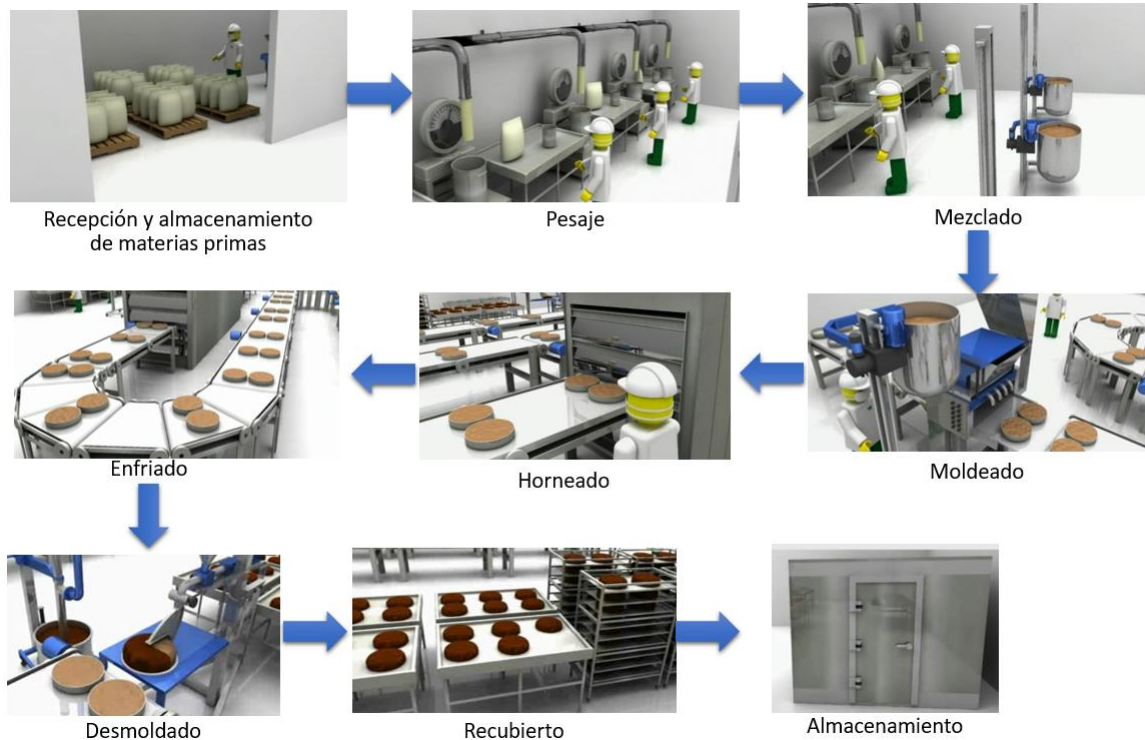 Recepción y almacenamiento
de materias primas
Pesaje
Mezclado
Moldeado
Horneado
Enfriado
Desmoldado
Recubierto
Almacenamiento